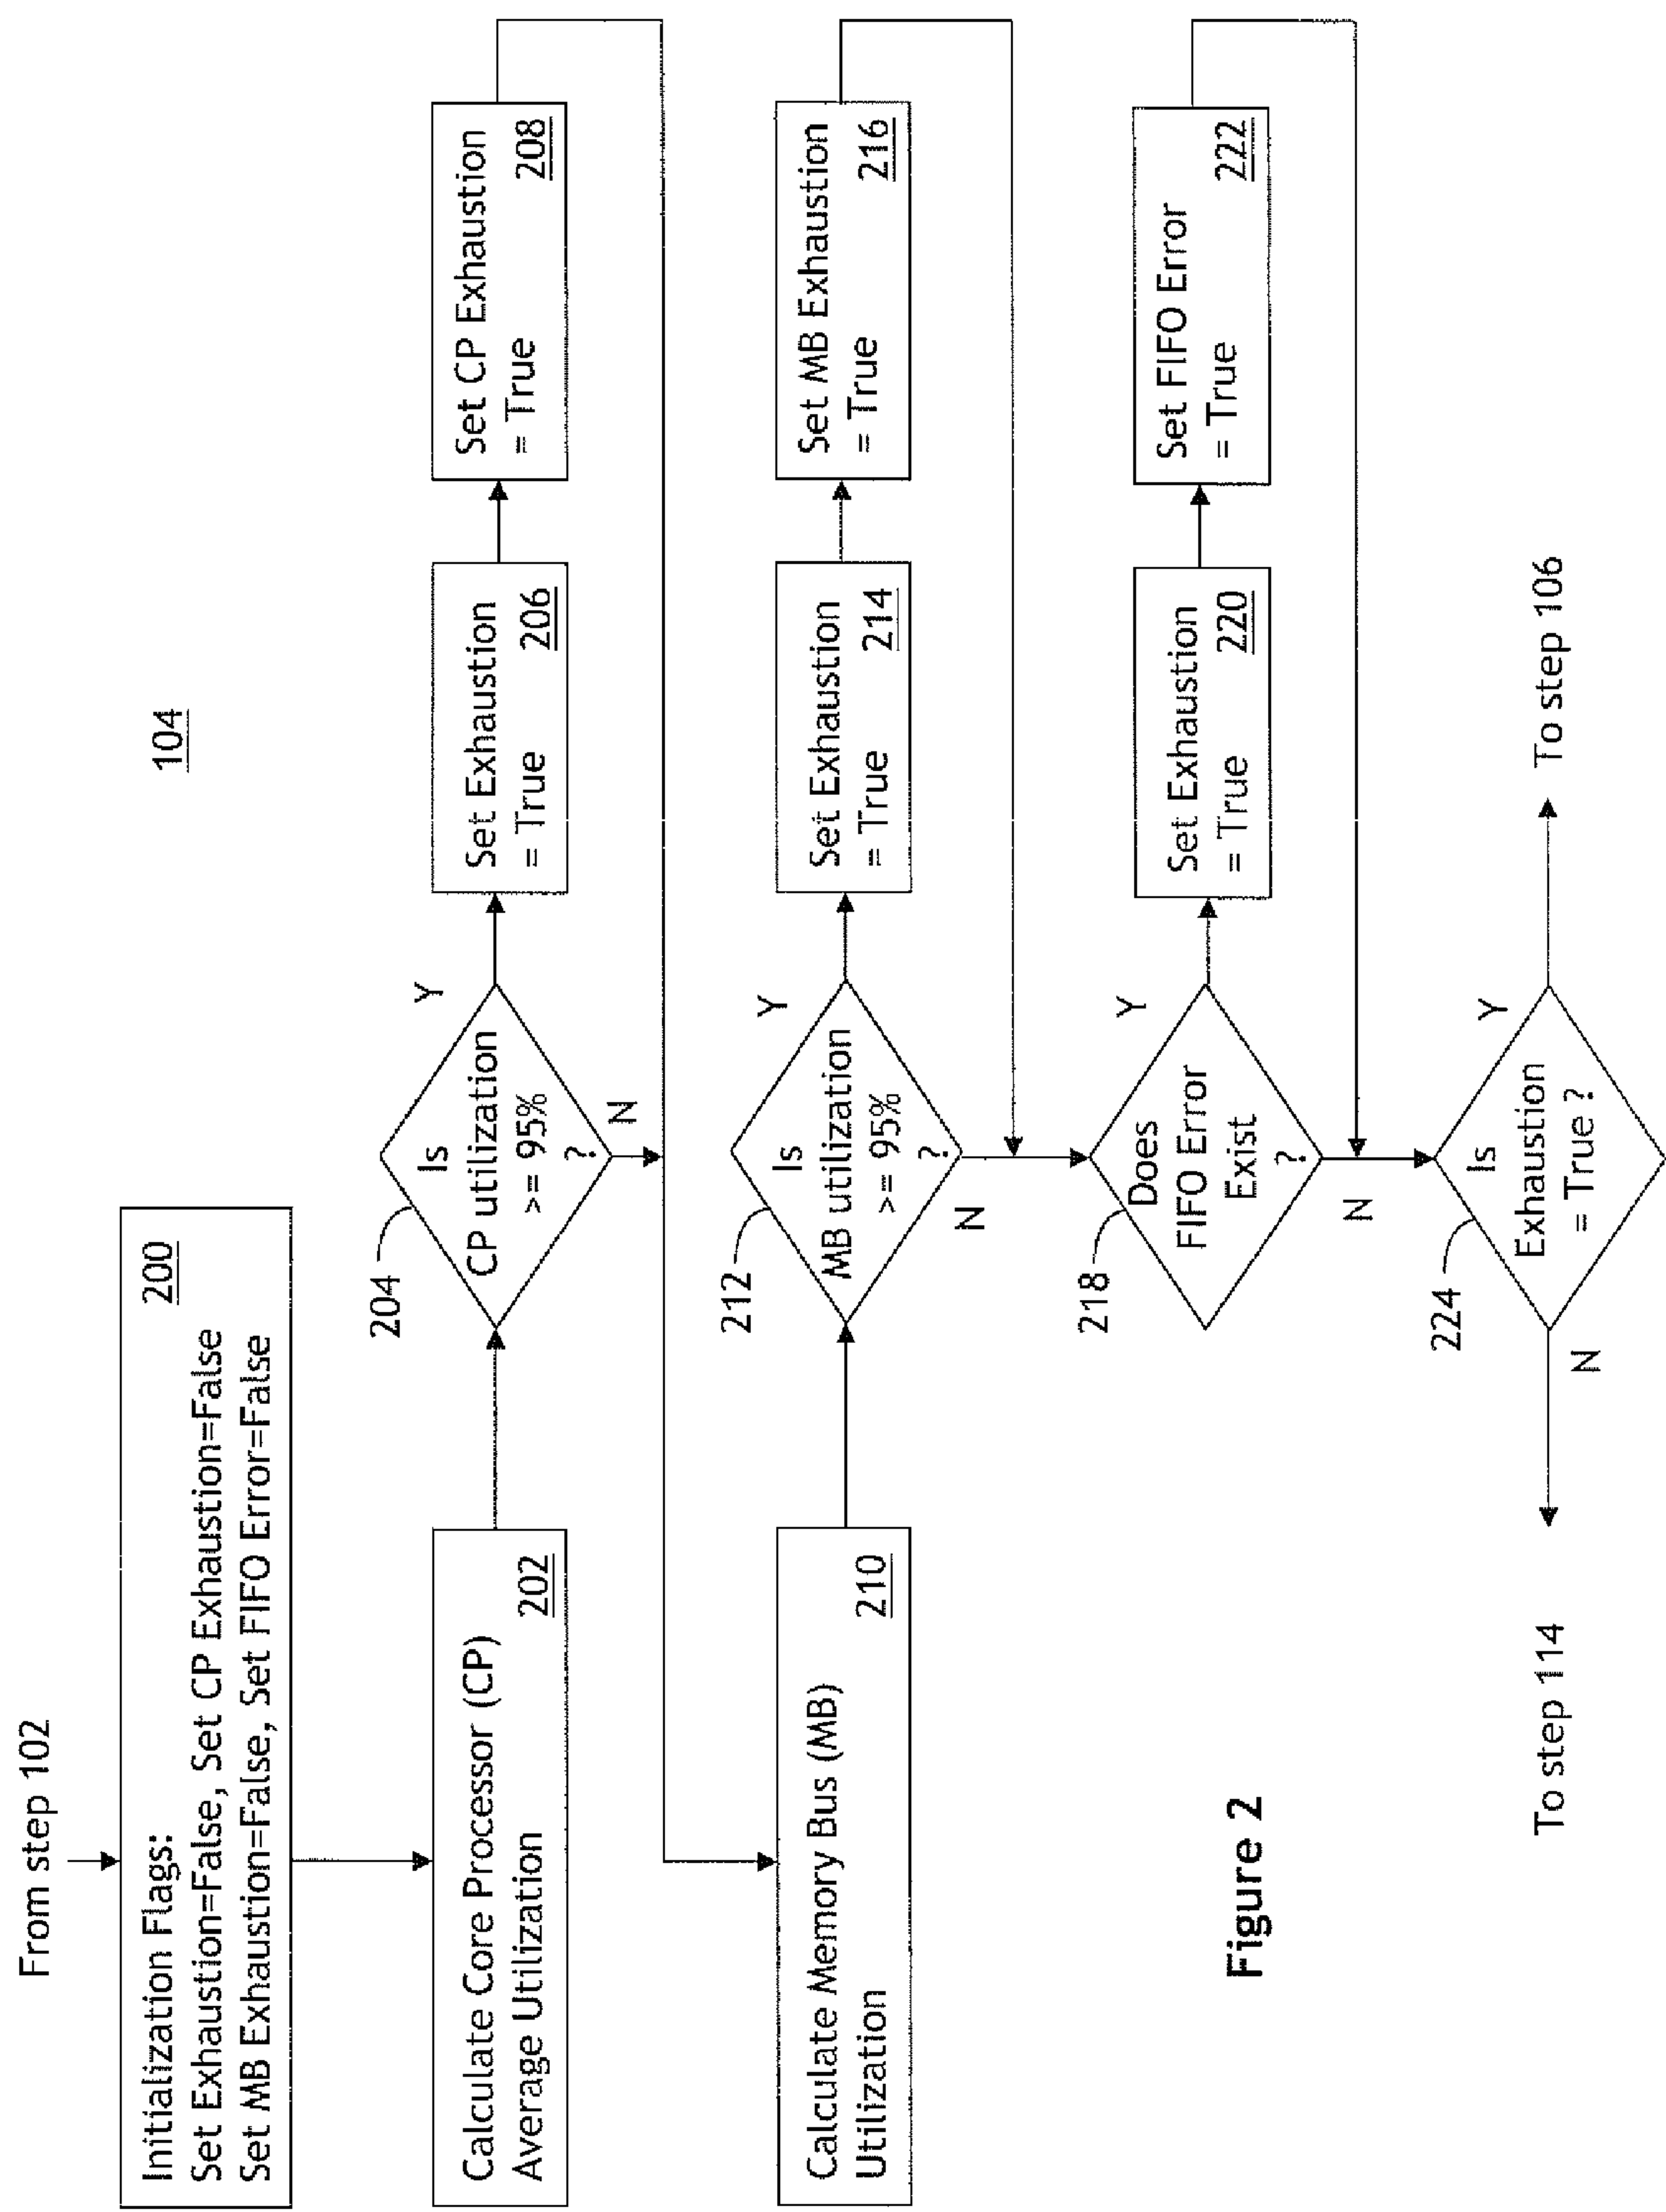 104
From step 102
Initialization Flags:
200
Set Exhaustion=False, Set CP Exhaustion=False
Set MB Exhaustion=False, Set FIFO Error=False
Calculate Core Processor (CP)
Average Utilization
202
204
Is
CP utilization
>= 95%
?
Y
N
Set Exhaustion
= True
206
Set CP Exhaustion
= True
208
Calculate Memory Bus (MB)
Utilization
210
212
Is
MB utilization
>= 95%
?
Y
N
Set Exhaustion
= True
214
Set MB Exhaustion
= True
216
218
Does
FIFO Error
Exist
?
Y
N
Set Exhaustion
= True
220
Set FIFO Error
= True
222
224
Is
Exhaustion
= True ?
N
Y
To step 114
To step 106
Figure 2